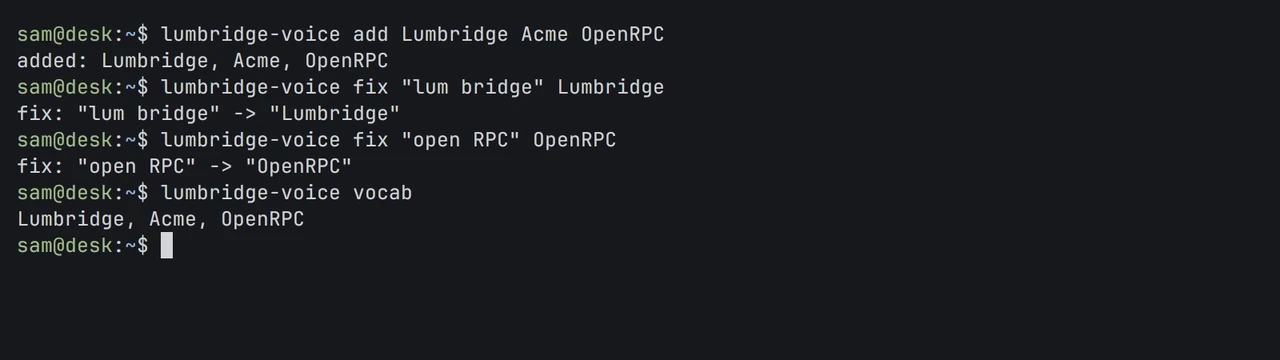 sam@desk:~$ lumbridge-voice add Lumbridge Acme OpenRPC
added: Lumbridge, Acme, OpenRPC
sam@desk:~$ lumbridge-voice fix "lum bridge" Lumbridge
fix: "lum bridge" -> "Lumbridge"
sam@desk:~$ lumbridge-voice fix "open RPC" OpenRPC
fix: "open RPC" -> "OpenRPC"
sam@desk:~$ lumbridge-voice vocab
Lumbridge, Acme, OpenRPC
sam@desk:~$